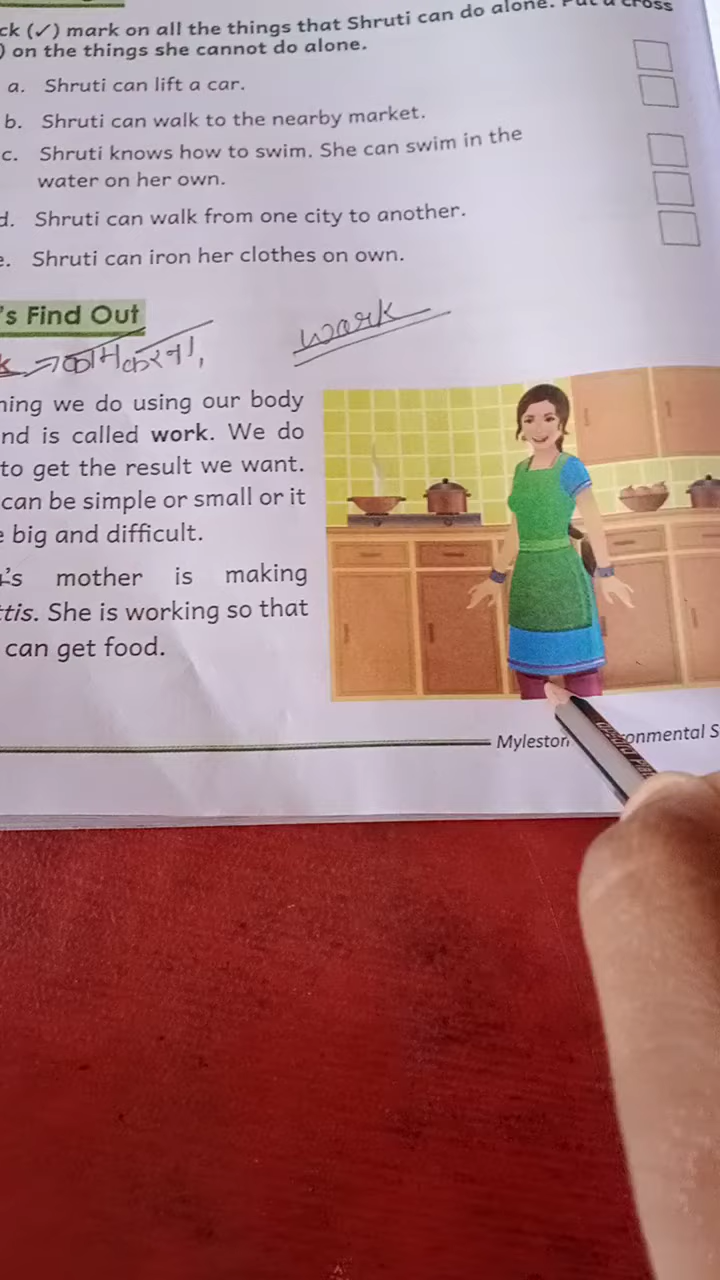 ck (✓) mark on all the things that Shruti can do alone. Put a cross
) on the things she cannot do alone.
a. Shruti can lift a car.
b. Shruti can walk to the nearby market.
c. Shruti knows how to swim. She can swim in the
water on her own.
d. Shruti can walk from one city to another.
e. Shruti can iron her clothes on own.
's Find Out
work
k → काम करना,
hing we do using our body
nd is called work. We do
to get the result we want.
can be simple or small or it
e big and difficult.
's mother is making
ttis. She is working so that
can get food.
Myleston onmental S